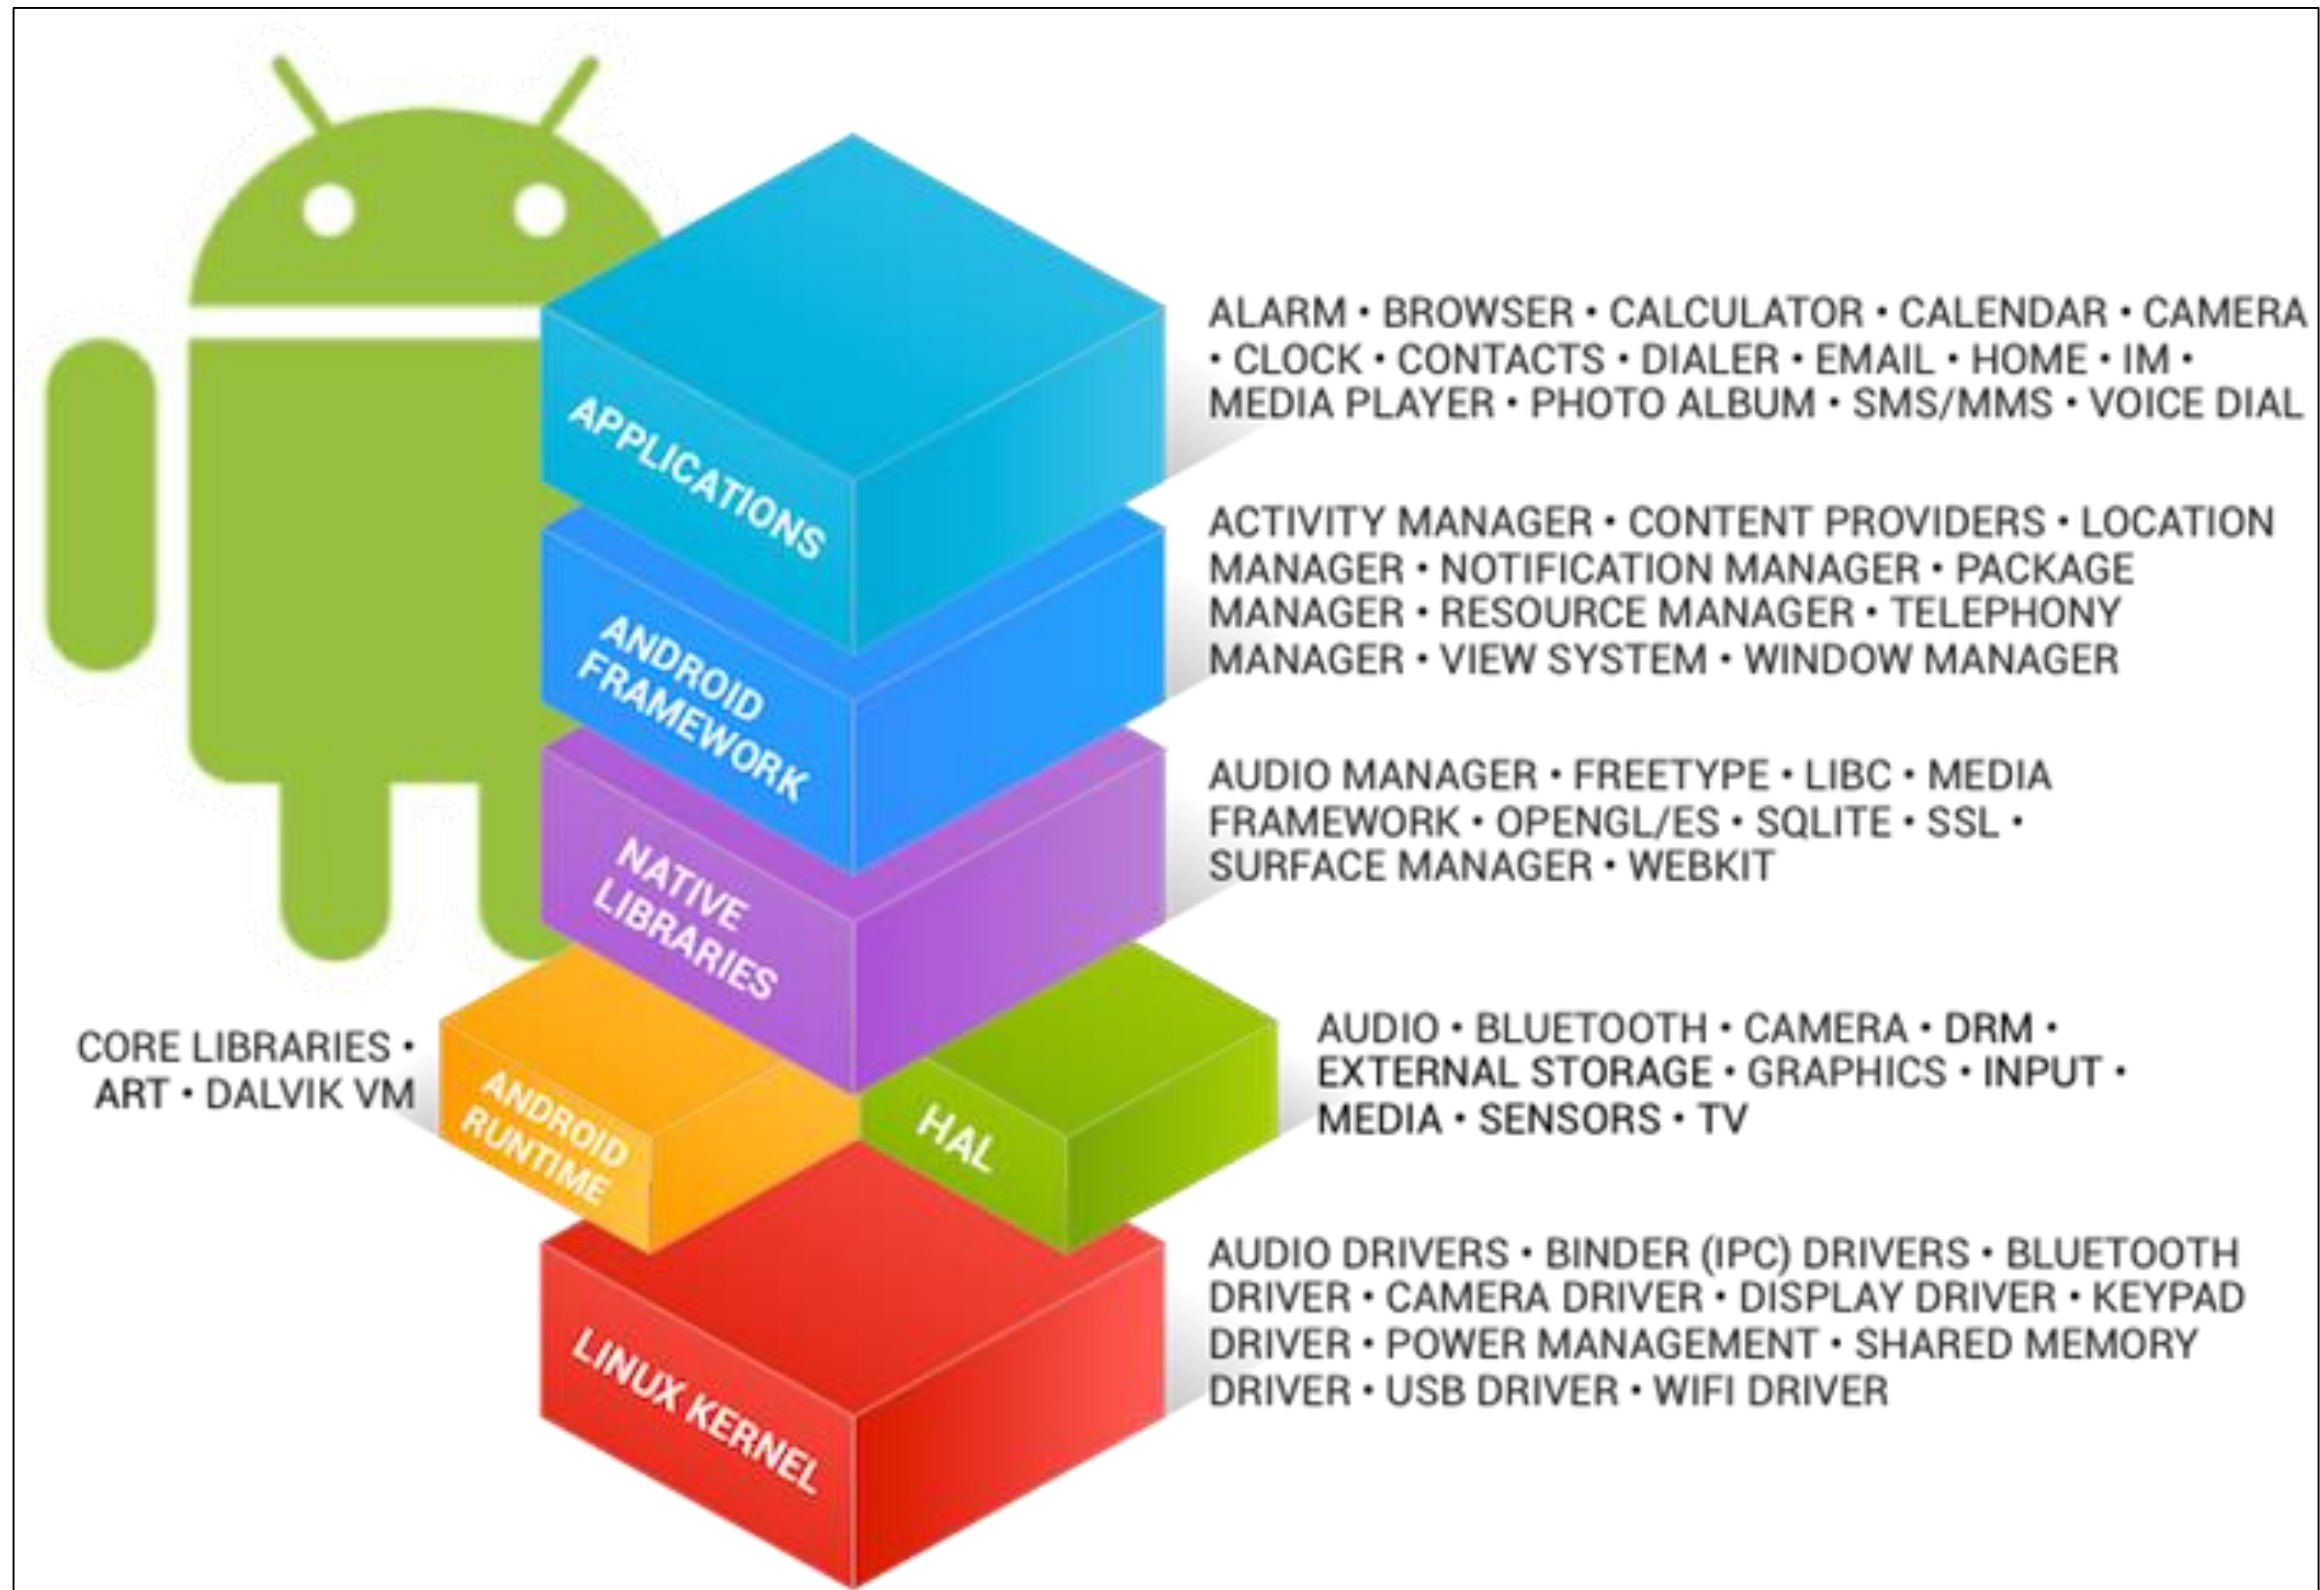 APPLICATIONS
ALARM • BROWSER • CALCULATOR • CALENDAR • CAMERA
• CLOCK • CONTACTS • DIALER • EMAIL • HOME • IM •
MEDIA PLAYER • PHOTO ALBUM • SMS/MMS • VOICE DIAL
ANDROID
FRAMEWORK
ACTIVITY MANAGER • CONTENT PROVIDERS • LOCATION
MANAGER • NOTIFICATION MANAGER • PACKAGE
MANAGER • RESOURCE MANAGER • TELEPHONY
MANAGER • VIEW SYSTEM • WINDOW MANAGER
NATIVE
LIBRARIES
AUDIO MANAGER • FREETYPE • LIBC • MEDIA
FRAMEWORK • OPENGL/ES • SQLITE • SSL •
SURFACE MANAGER • WEBKIT
CORE LIBRARIES •
ART • DALVIK VM
ANDROID
RUNTIME
HAL
AUDIO • BLUETOOTH • CAMERA • DRM •
EXTERNAL STORAGE • GRAPHICS • INPUT •
MEDIA • SENSORS • TV
LINUX KERNEL
AUDIO DRIVERS • BINDER (IPC) DRIVERS • BLUETOOTH
DRIVER • CAMERA DRIVER • DISPLAY DRIVER • KEYPAD
DRIVER • POWER MANAGEMENT • SHARED MEMORY
DRIVER • USB DRIVER • WIFI DRIVER